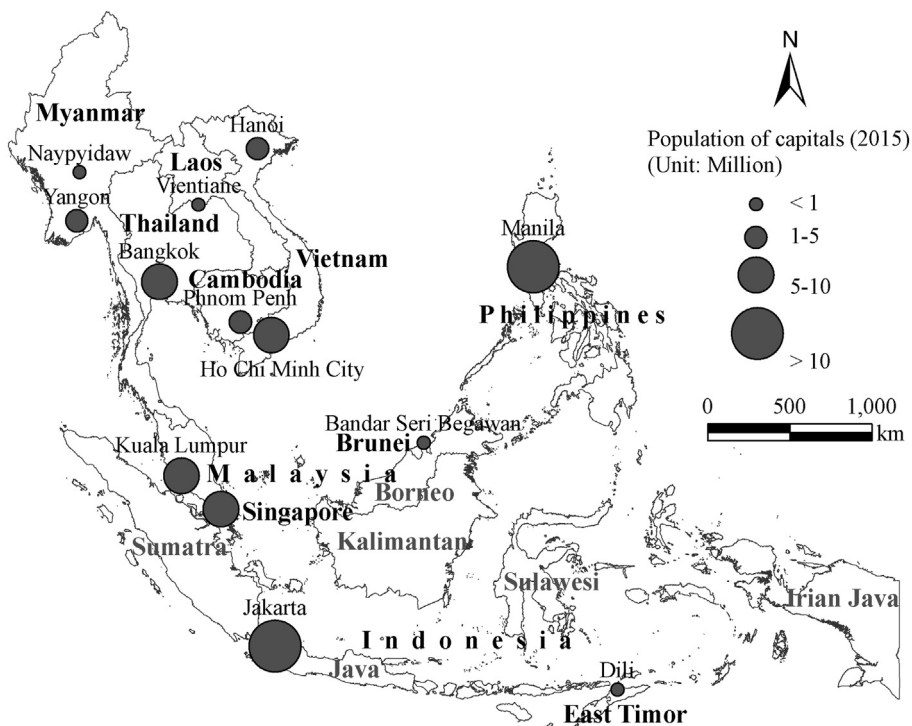 N
Population of capitals (2015)
(Unit: Million)
< 1
1-5
5-10
> 10
0 500 1,000
km
Myanmar
Hanoi
Naypyidaw
Laos
Vientiane
Yangon
Thailand
Manila
Bangkok
Vietnam
Cambodia
Phnom Penh
Philippines
Ho Chi Minh City
Bandar Seri Begawan
Brunei
Kuala Lumpur
Malaysia
Borneo
Singapore
Sumatra
Kalimantan
Sulawesi
Irian Java
Jakarta
Indonesia
Java
Dili
East Timor